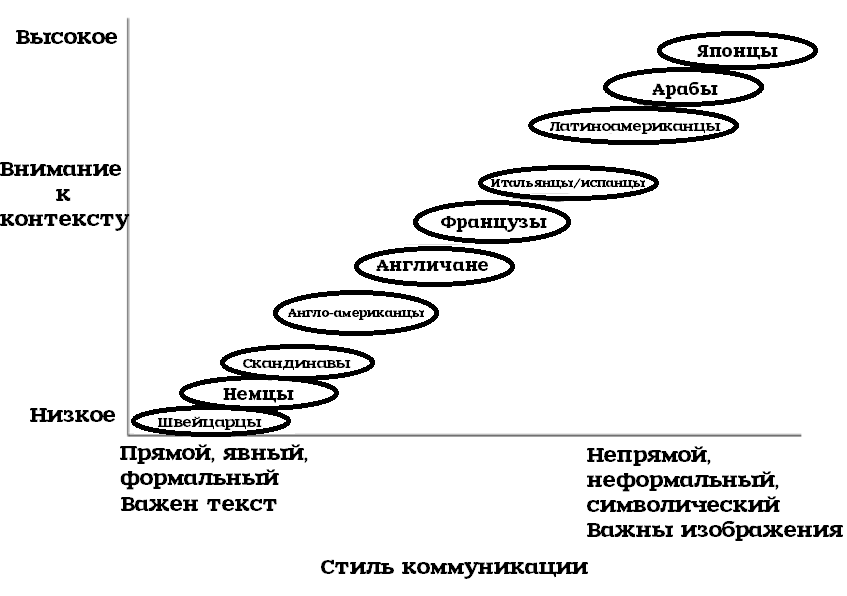 Высокое
Японцы
Арабы
Латиноамериканцы
Внимание
к
контексту
Итальянцы/испанцы
Французы
Англичане
Англо-американцы
Скандинавы
Немцы
Низкое
Швейцарцы
Прямой, явный,
формальный
Важен текст
Непрямой,
неформальный,
символический
Важны изображения
Стиль коммуникации